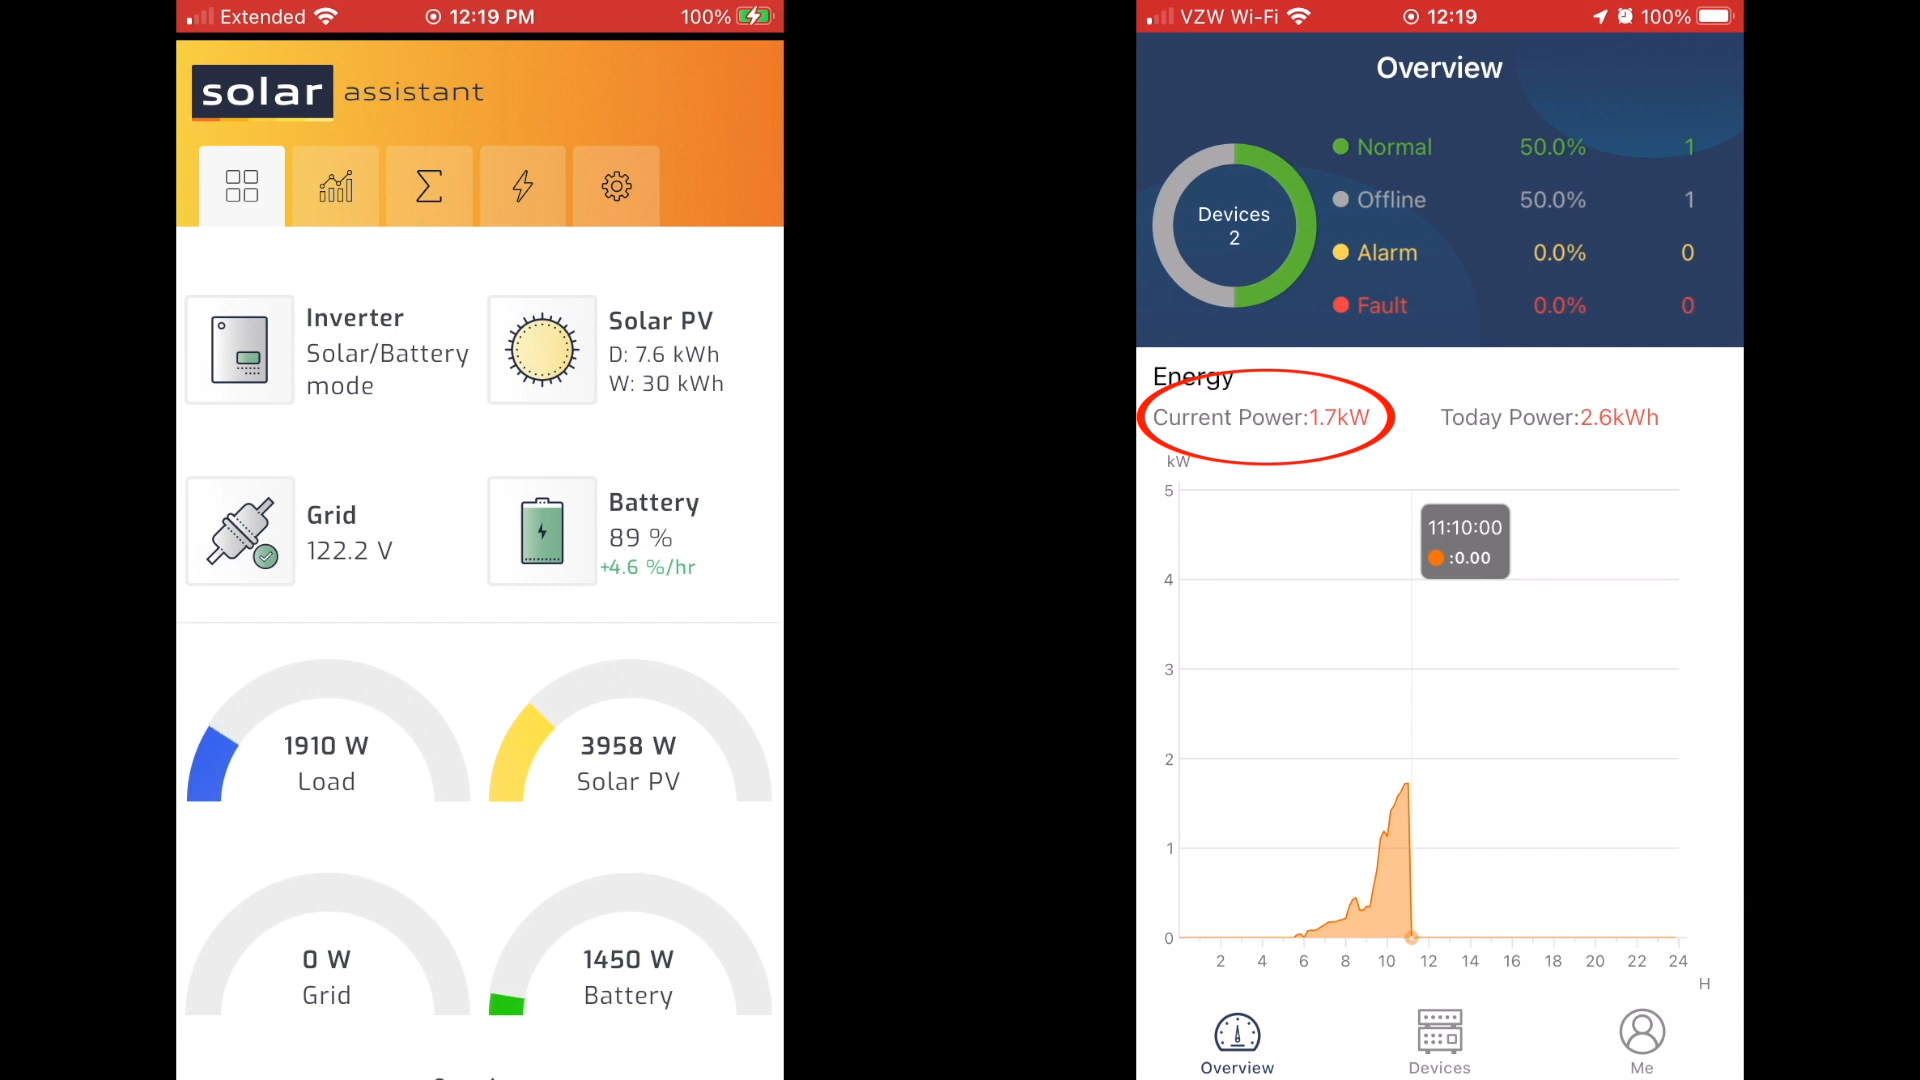 Extended 12:19 PM 100%
solar assistant
Inverter
Solar/Battery
mode
Solar PV
D: 7.6 kWh
W: 30 kWh
Grid
122.2 V
Battery
89 %
+4.6 %/hr
1910 W
Load
3958 W
Solar PV
0 W
Grid
1450 W
Battery
VZW Wi-Fi 12:19 100%
Overview
Devices
2
Normal 50.0% 1
Offline 50.0% 1
Alarm 0.0% 0
Fault 0.0% 0
Energy
Current Power:1.7kW Today Power:2.6kWh
kW
5
11:10:00
:0.00
4
3
2
1
0
2 4 6 8 10 12 14 16 18 20 22 24
H
Overview Devices Me